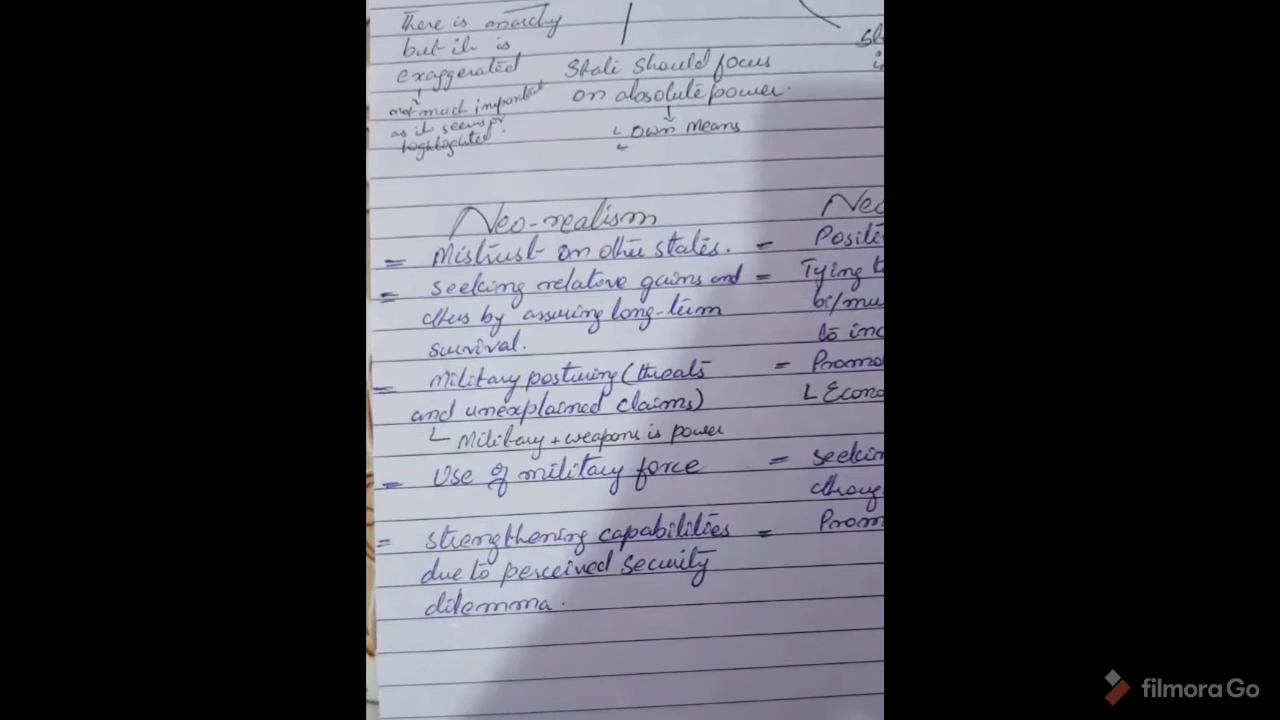 There is anarchy
but it is
exaggerated
not much important
as it seems or
highlighted
State should focus
on absolute power.
own means
Neo-realism
= Mistrust on other states.
= seeking relative gains and
thus by assuring long-term
survival.
= Military posturing (threats
and unexplained claims)
└ Military + weapons is power
= Use of military force
= strengthening capabilities
due to perceived security
dilemma.
Neo
= Positi
= Tying t
bi/mu
to inc
= Promo
└ Econo
= seekin
throug
= Prom
filmora Go